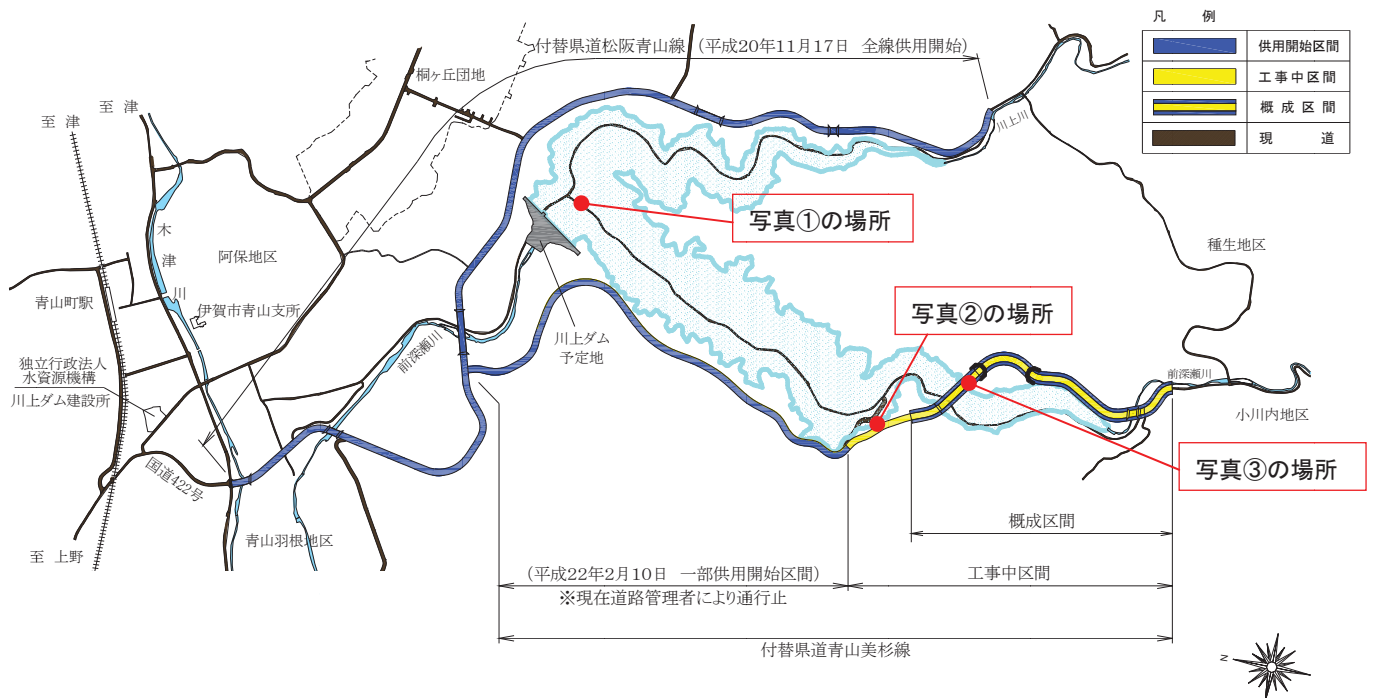 凡 例
供用開始区間
工事中区間
概成区間
現 道
付替県道松阪青山線 (平成20年11月17日 全線供用開始)
桐ヶ丘団地
至 津
至 津
川上川
写真①の場所
種生地区
木津川
阿保地区
青山町駅
伊賀市青山支所
写真②の場所
川上ダム
予定地
前深瀬川
独立行政法人
水資源機構
川上ダム建設所
前深瀬川
小川内地区
写真③の場所
国道422号
概成区間
青山羽根地区
至 上野
(平成22年2月10日 一部供用開始区間)
工事中区間
※現在道路管理者により通行止
付替県道青山美杉線
N